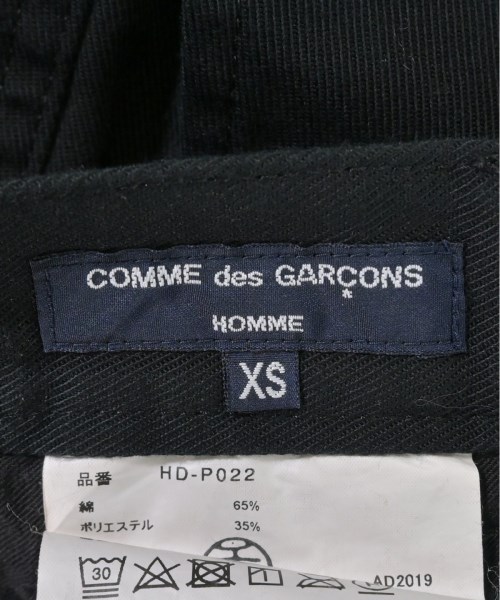 COMME des GARÇONS
HOMME
XS
品番 HD-P022
綿 65%
ポリエステル 35%
30
1
AD2019